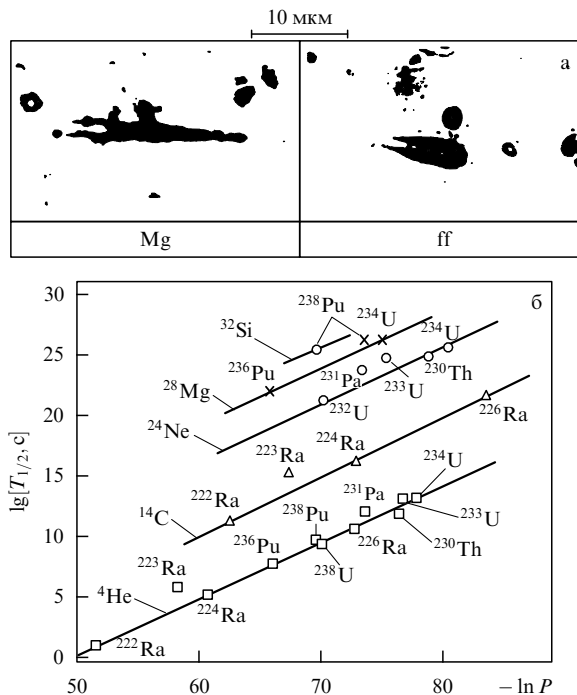 10 мкм
а
Mg
ff
б
lg[T₁/₂, с]
30
25
20
15
10
5
0
²³⁸Pu
²³⁴U
³²Si
²³⁴U
²³⁶Pu
²³¹Pa
²³³U
²³⁰Th
²⁸Mg
²³²U
²⁴Ne
²²⁶Ra
²²⁴Ra
²²³Ra
²³⁴U
²²²Ra
²³¹Pa
¹⁴C
²³⁸Pu
²³³U
²³⁶Pu
²²⁶Ra
²³⁰Th
²²³Ra
²³⁸U
⁴He
²²⁴Ra
²²²Ra
50
60
70
80
− ln P